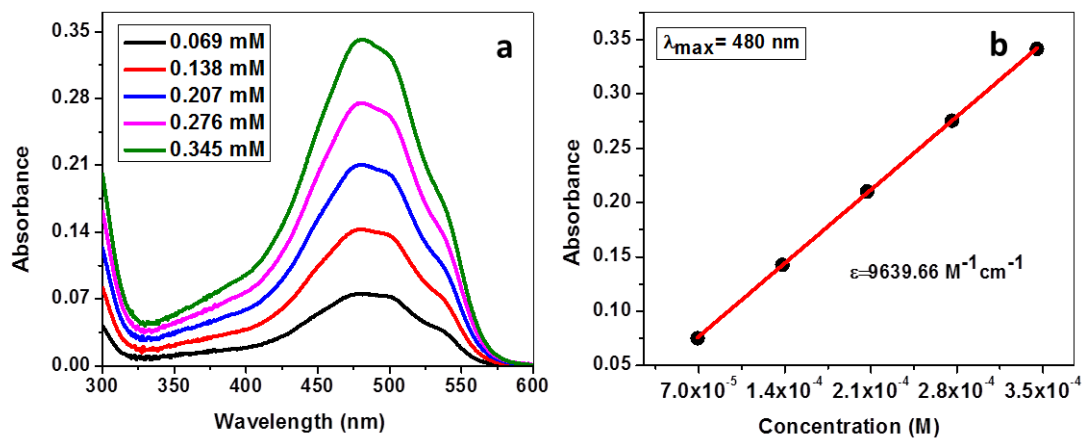 a
0.069 mM
0.138 mM
0.207 mM
0.276 mM
0.345 mM
Absorbance
0.35
0.28
0.21
0.14
0.07
0.00
300 350 400 450 500 550 600
Wavelength (nm)
b
λmax= 480 nm
Absorbance
0.35
0.30
0.25
0.20
0.15
0.10
0.05
ε=9639.66 M⁻¹cm⁻¹
7.0x10⁻⁵ 1.4x10⁻⁴ 2.1x10⁻⁴ 2.8x10⁻⁴ 3.5x10⁻⁴
Concentration (M)